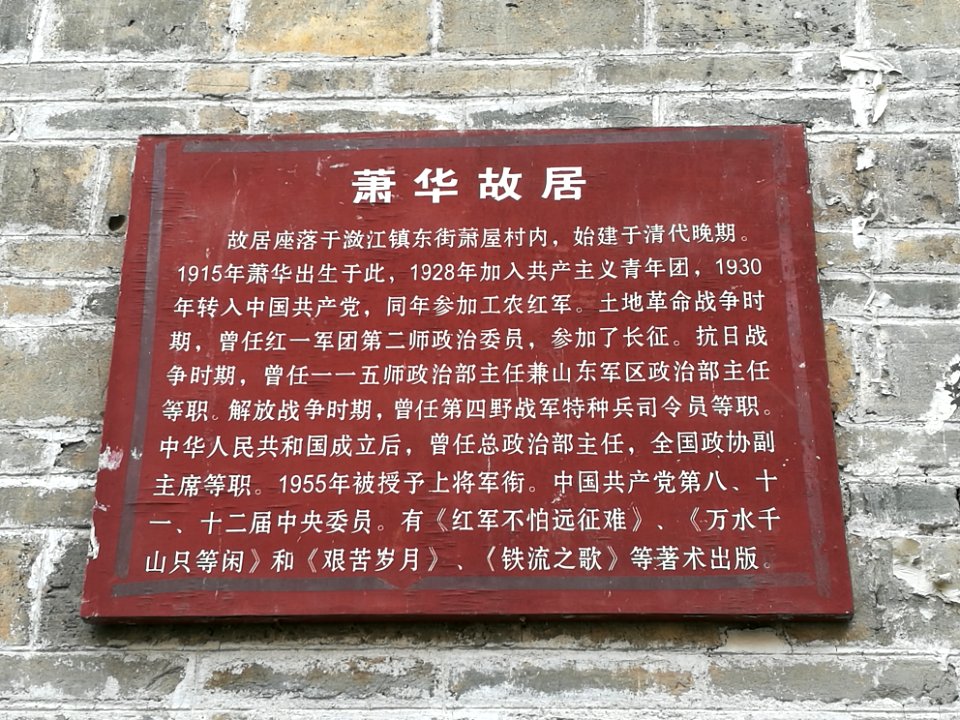 萧华故居
故居座落于潋江镇东街萧屋村内，始建于清代晚期。
1915年萧华出生于此，1928年加入共产主义青年团，1930
年转入中国共产党，同年参加工农红军。土地革命战争时
期，曾任红一军团第二师政治委员，参加了长征。抗日战
争时期，曾任一一五师政治部主任兼山东军区政治部主任
等职。解放战争时期，曾任第四野战军特种兵司令员等职。
中华人民共和国成立后，曾任总政治部主任，全国政协副
主席等职。1955年被授予上将军衔。中国共产党第八、十
一、十二届中央委员。有《红军不怕远征难》、《万水千
山只等闲》和《艰苦岁月》、《铁流之歌》等著术出版。